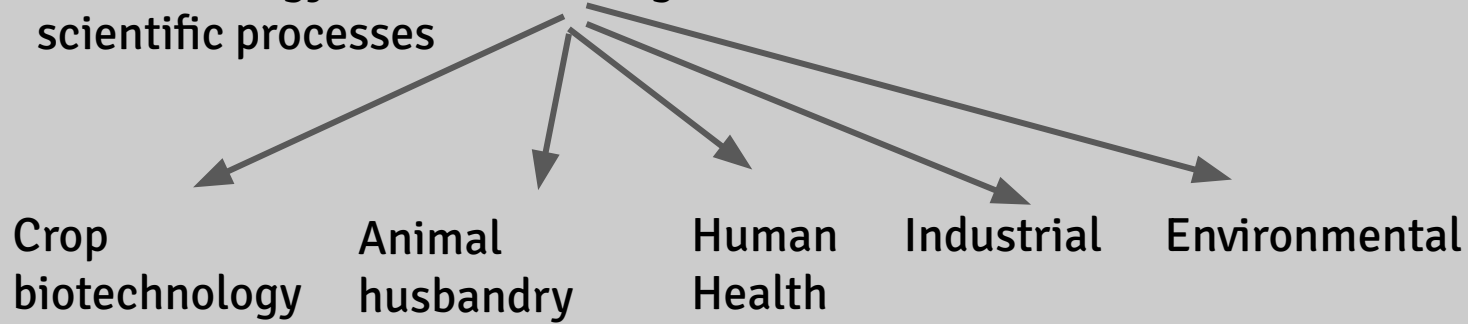 scientific processes
Crop biotechnology
Animal husbandry
Human Health
Industrial
Environmental